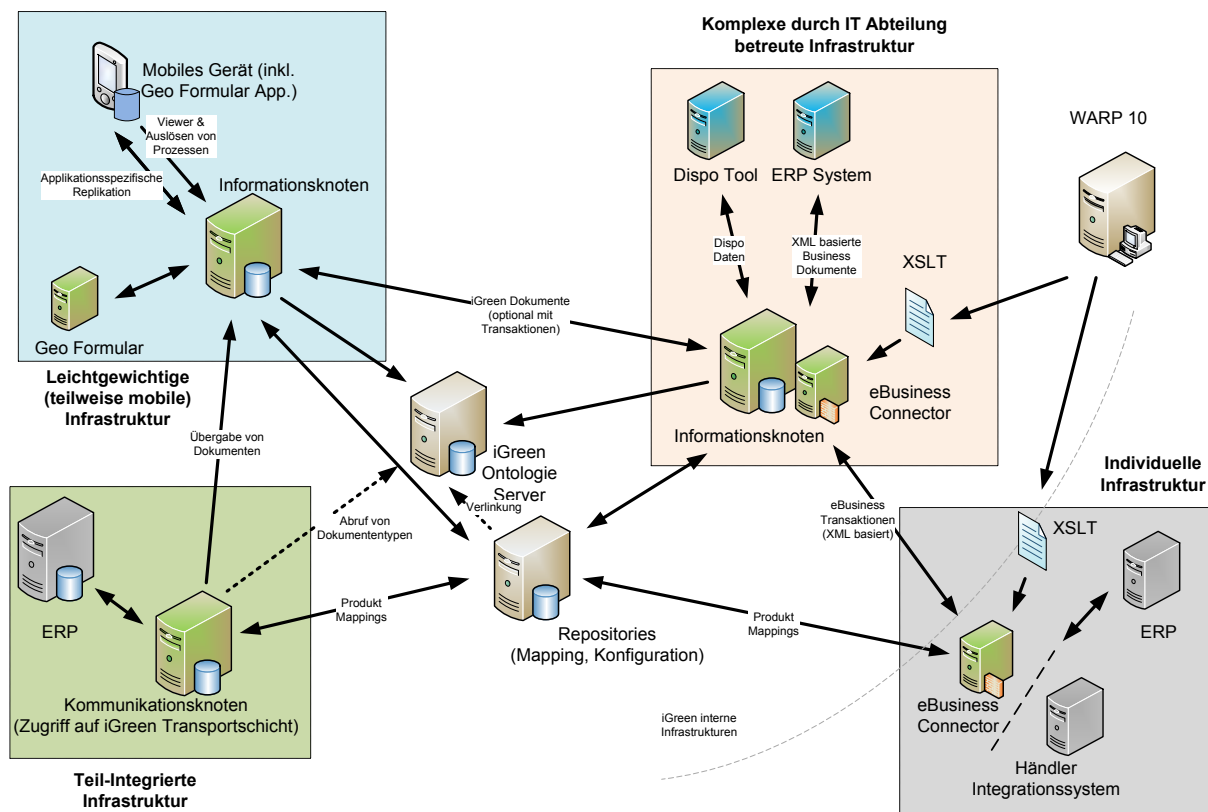 Komplexe durch IT Abteilung
betreute Infrastruktur
Mobiles Gerät (inkl.
Geo Formular App.)
Viewer &
Auslösen von
Prozessen
Applikationsspezifische
Replikation
Informationsknoten
Geo Formular
Leichtgewichtige
(teilweise mobile)
Infrastruktur
Dispo Tool
ERP System
Dispo
Daten
XML basierte
Business
Dokumente
XSLT
WARP 10
iGreen Dokumente
(optional mit
Transaktionen)
eBusiness
Connector
Informationsknoten
Übergabe von
Dokumenten
iGreen
Ontologie
Server
Verlinkung
Abruf von
Dokumententypen
eBusiness
Transaktionen
(XML basiert)
Individuelle
Infrastruktur
XSLT
ERP
Produkt
Mappings
Repositories
(Mapping, Konfiguration)
Produkt
Mappings
ERP
Kommunikationsknoten
(Zugriff auf iGreen Transportschicht)
Teil-Integrierte
Infrastruktur
iGreen interne
Infrastrukturen
eBusiness
Connector
Händler
Integrationssystem